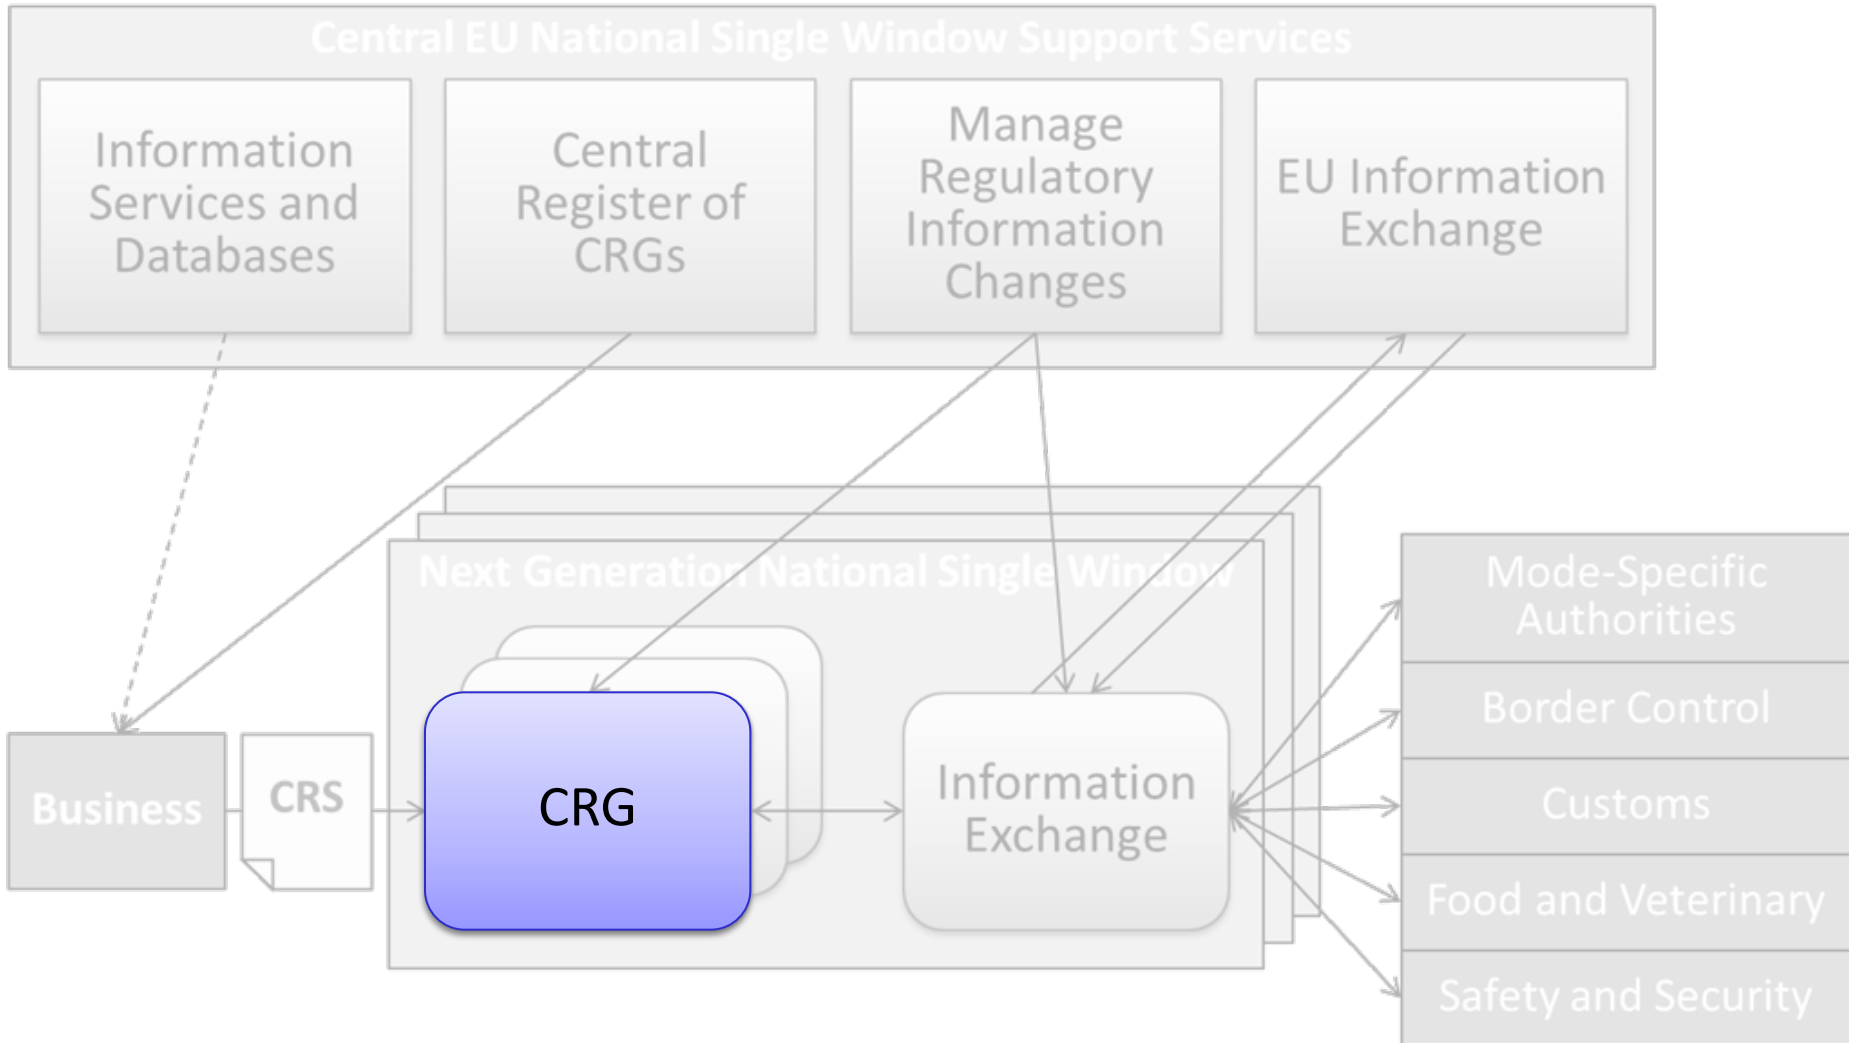 Central EU National Single Window Support Services
Information
Services and
Databases
Central
Register of
CRGs
Manage
Regulatory
Information
Changes
EU Information
Exchange
Next Generation National Single Window
Business
CRS
CRG
Information
Exchange
Mode-Specific
Authorities
Border Control
Customs
Food and Veterinary
Safety and Security